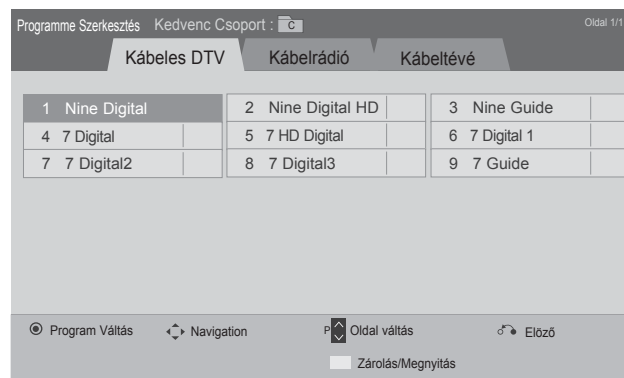 Programme Szerkesztés Kedvenc Csoport : C Oldal 1/1
Kábeles DTV Kábelrádió Kábeltévé
1 Nine Digital 2 Nine Digital HD 3 Nine Guide
4 7 Digital 5 7 HD Digital 6 7 Digital 1
7 7 Digital2 8 7 Digital3 9 7 Guide
Program Váltás Navigation P Oldal váltás Elöző
Zárolás/Megnyitás